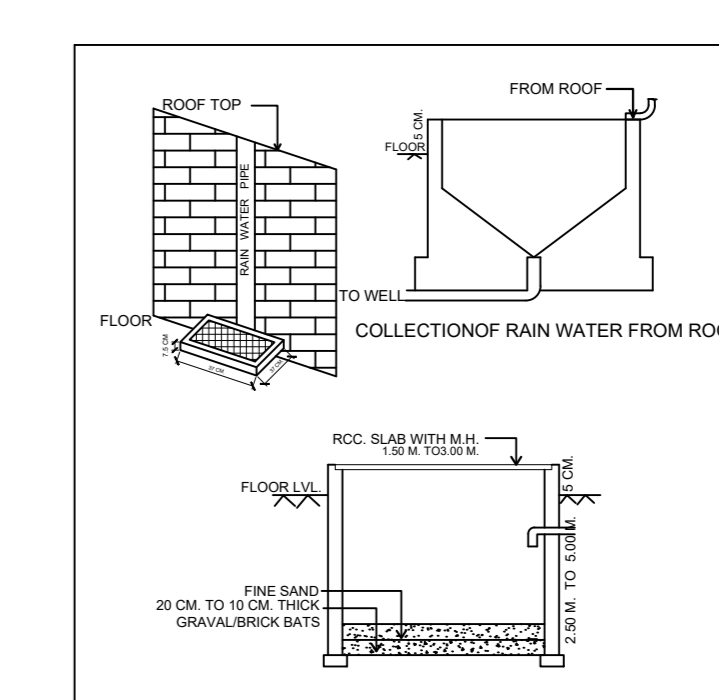 ROOF TOP
RAIN WATER PIPE
FLOOR
7.5 CM
37 CM
FROM ROOF
5 CM.
FLOOR
TO WELL
COLLECTIONOF RAIN WATER FROM ROO
RCC. SLAB WITH M.H.
1.50 M. TO3.00 M.
FLOOR LVL.
5 CM.
2.50 M. TO 5.00 M.
FINE SAND
20 CM. TO 10 CM. THICK
GRAVAL/BRICK BATS